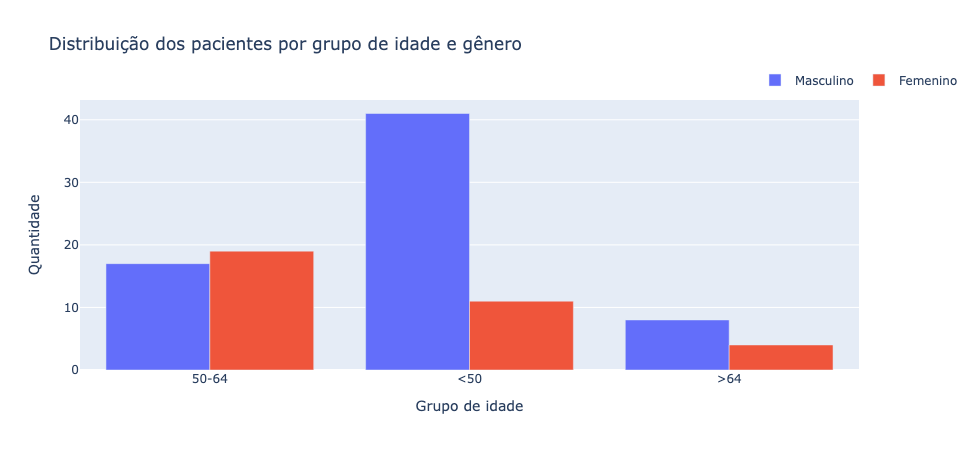 Distribuição dos pacientes por grupo de idade e gênero
Masculino
Femenino
Quantidade
40
30
20
10
0
50-64
<50
>64
Grupo de idade